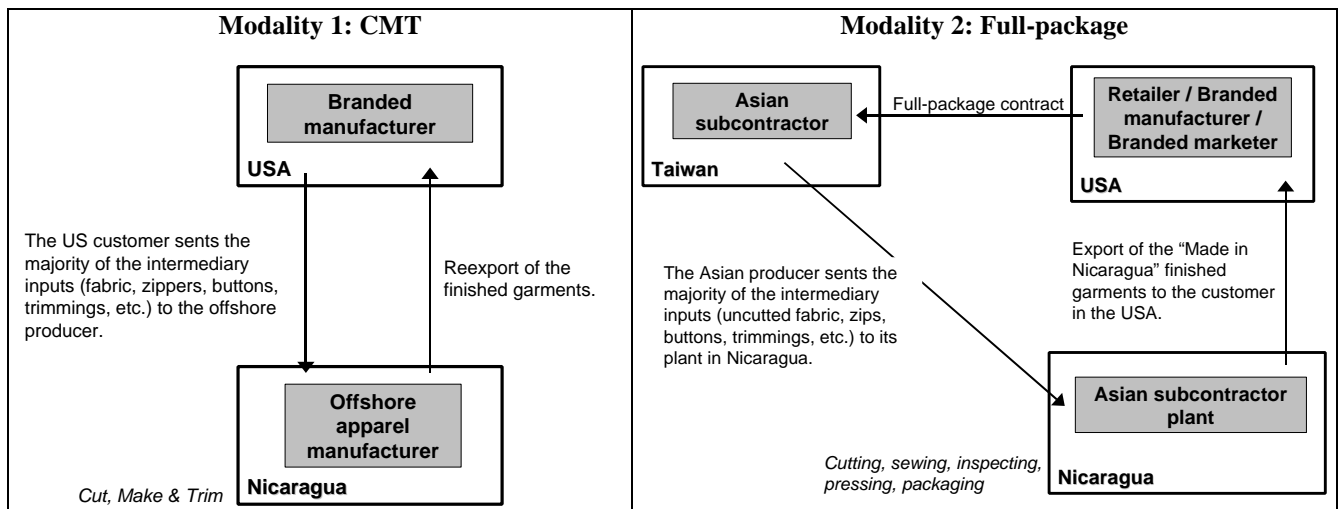 Modality 1: CMT
Branded
manufacturer
USA
The US customer sents the
majority of the intermediary
inputs (fabric, zippers, buttons,
trimmings, etc.) to the offshore
producer.
Reexport of the
finished garments.
Offshore
apparel
manufacturer
Cut, Make & Trim
Nicaragua
Modality 2: Full-package
Asian
subcontractor
Taiwan
Full-package contract
Retailer / Branded
manufacturer /
Branded marketer
USA
The Asian producer sents the
majority of the intermediary
inputs (uncutted fabric, zips,
buttons, trimmings, etc.) to its
plant in Nicaragua.
Export of the “Made in
Nicaragua” finished
garments to the customer
in the USA.
Asian subcontractor
plant
Cutting, sewing, inspecting,
pressing, packaging
Nicaragua